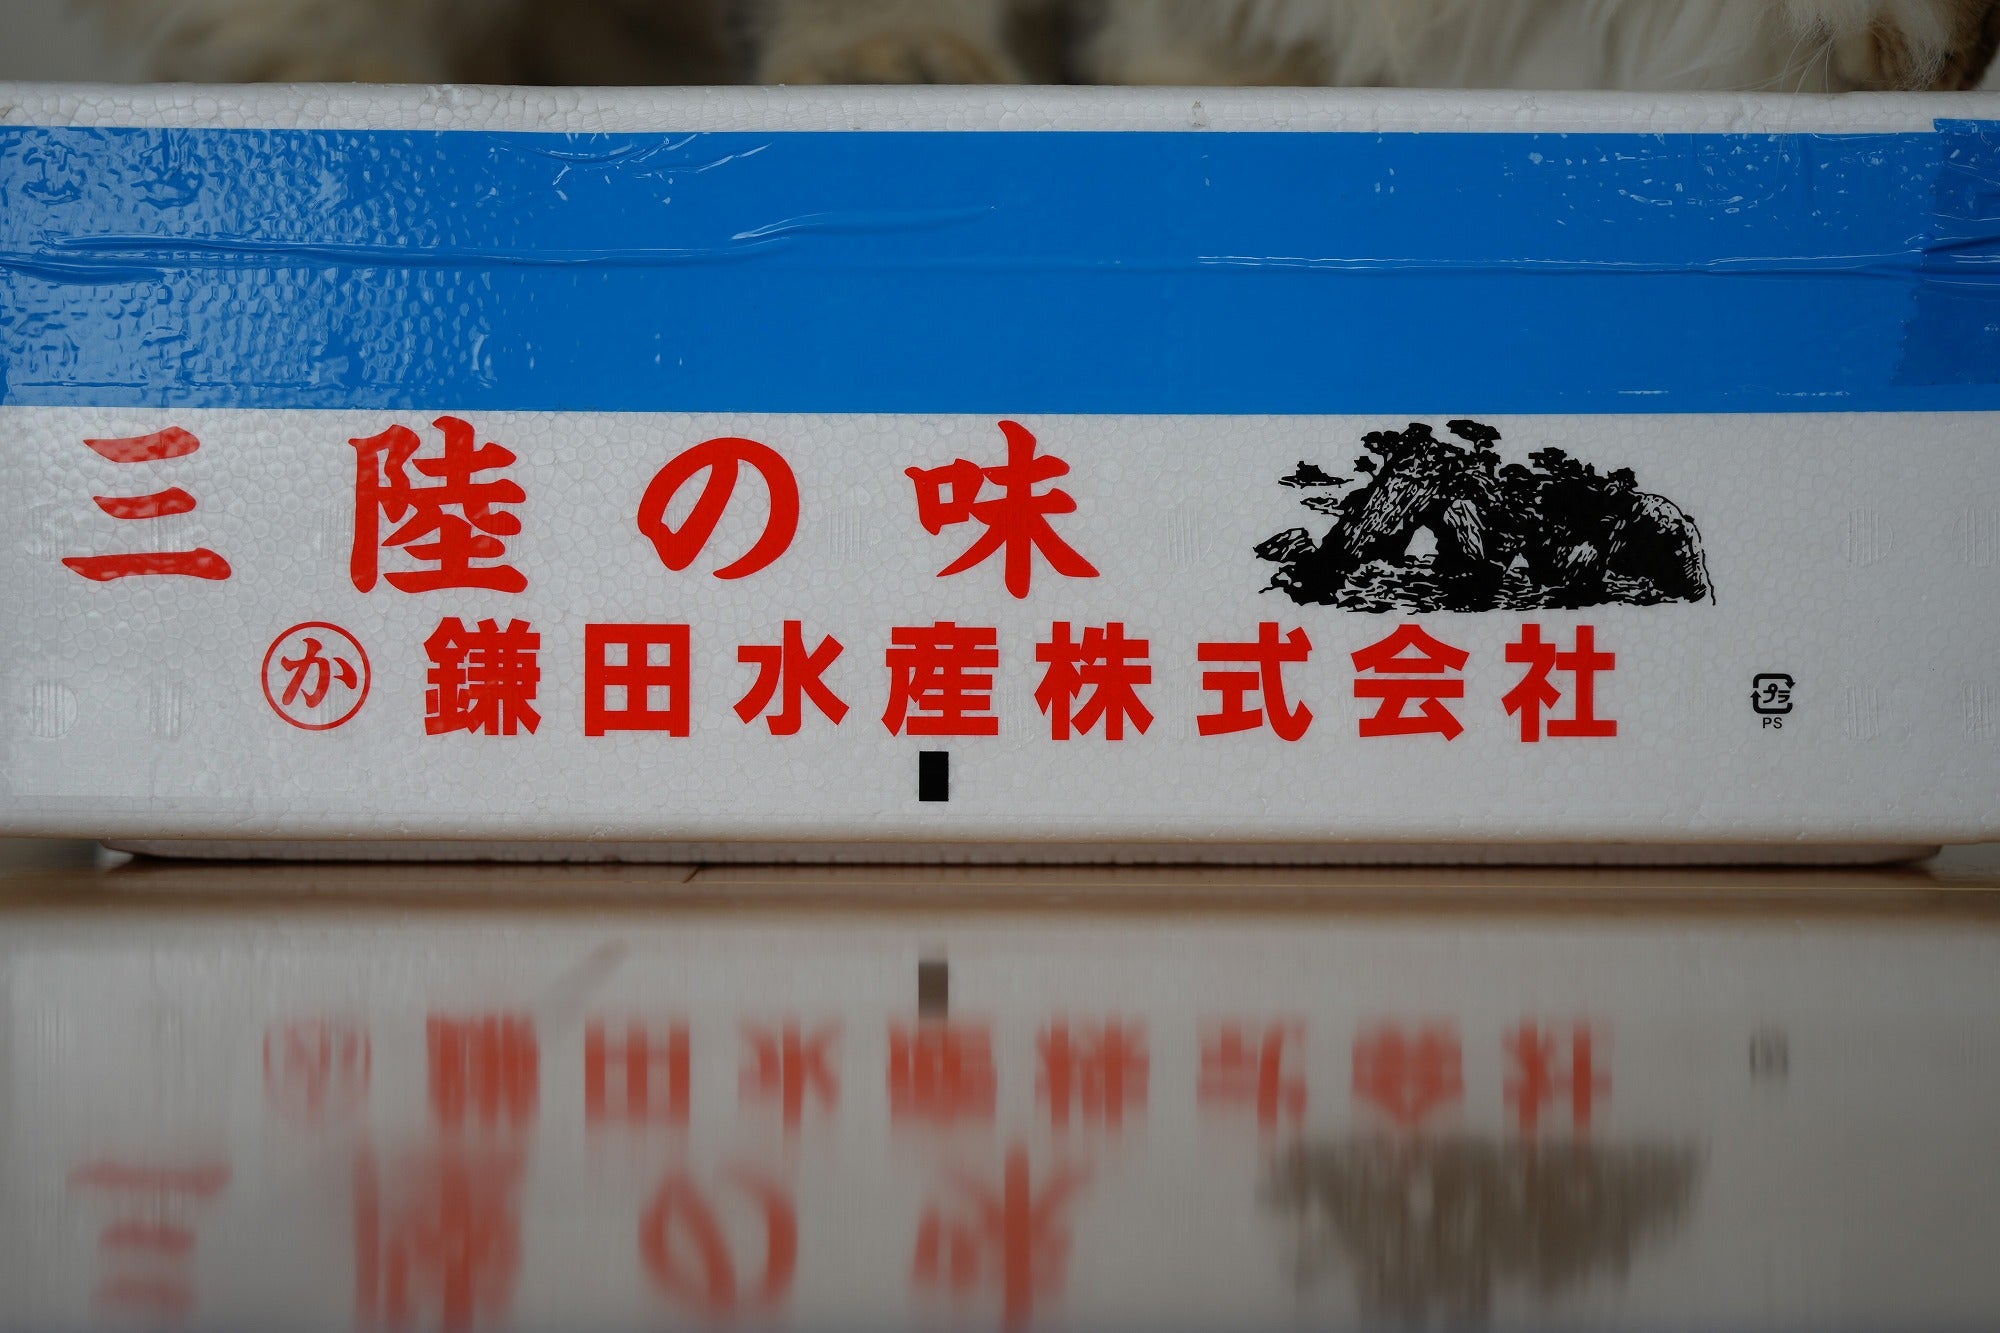 三陸の味
か 鎌田水産株式会社
プラ
PS